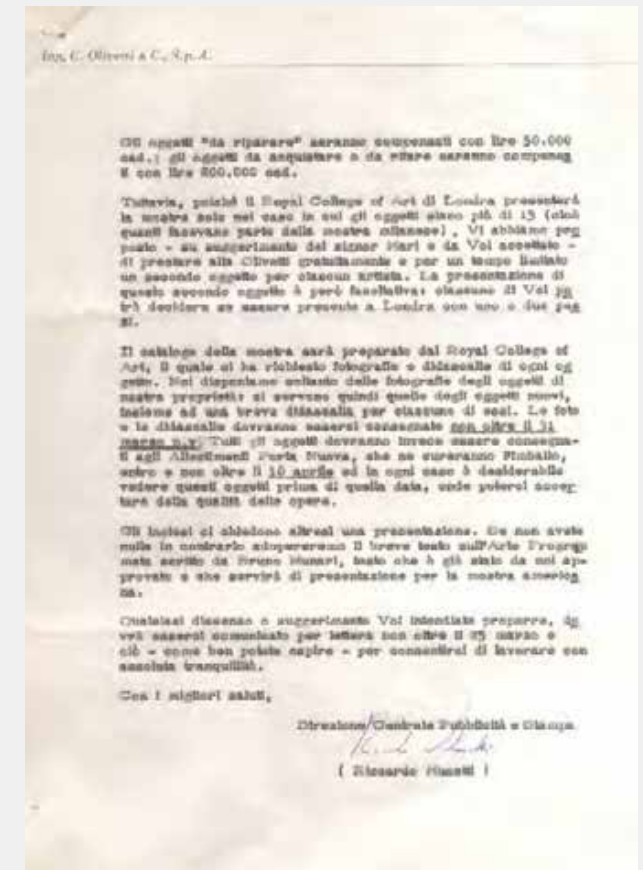 Ing. C. Olivetti & C., S.p.A.
Gli oggetti "da riparare" saranno compensati con lire 50.000
cad.; gli oggetti da acquistare o da rifare saranno compensa
ti con lire 200.000 cad.
Tuttavia, poichè il Royal College of Art di Londra presenterà
la mostra solo nel caso in cui gli oggetti siano più di 13 (cioè
quanti facevano parte della mostra milanese), Vi abbiamo pro
posto - su suggerimento del signor Mari e da Voi accettato -
di prestare alla Olivetti gratuitamente e per un tempo limitato
un secondo oggetto per ciascun artista. La presentazione di
questo secondo oggetto è però facoltativa: ciascuno di Voi po
trà decidere se essere presente a Londra con uno o due pez
zi.
Il catalogo della mostra sarà preparato dal Royal College of
Art, il quale ci ha richiesto fotografie e didascalie di ogni og
getto. Noi disponiamo soltanto delle fotografie degli oggetti di
nostra proprietà: ci servono quindi quelle degli oggetti nuovi,
insieme ad una breve didascalia per ciascuno di essi. Le foto
e le didascalie dovranno esserci consegnate non oltre il 31
marzo p.v. Tutti gli oggetti dovranno invece essere consegna-
ti agli Allestimenti Porta Nuova, che ne cureranno l'imballo,
entro e non oltre il 10 aprile ed in ogni caso è desiderabile
vedere questi oggetti prima di quella data, onde poterci accer
tare della qualità delle opere.
Gli inglesi ci chiedono altresì una presentazione. Se non avete
nulla in contrario adopereremo il breve testo sull'Arte Program
mata scritto da Bruno Munari, testo che è già stato da noi ap-
provato e che servirà di presentazione per la mostra america
na.
Qualsiasi dissenso o suggerimento Voi intendiate proporre, do
vrà esserci comunicato per lettera non oltre il 25 marzo e
ciò - come ben potete capire - per consentirci di lavorare con
assoluta tranquillità.
Con i migliori saluti,
Direzione Centrale Pubblicità e Stampa
( Riccardo Musatti )